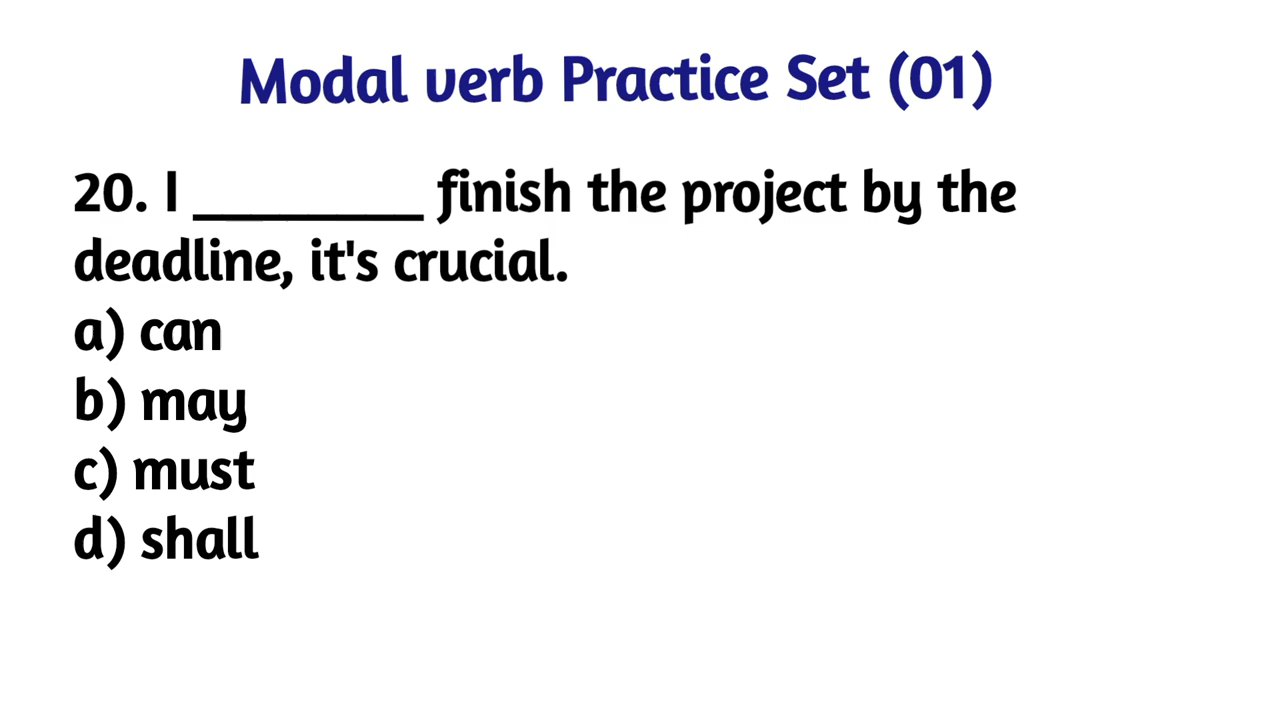 Modal verb Practice Set (01)
20. I ________ finish the project by the
deadline, it's crucial.
a) can
b) may
c) must
d) shall